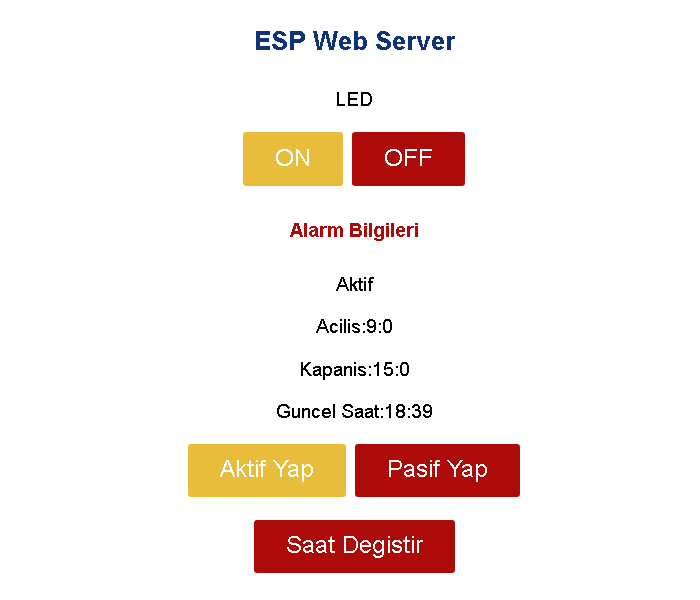 ESP Web Server
LED
ON OFF
Alarm Bilgileri
Aktif
Acilis:9:0
Kapanis:15:0
Guncel Saat:18:39
Aktif Yap Pasif Yap
Saat Degistir